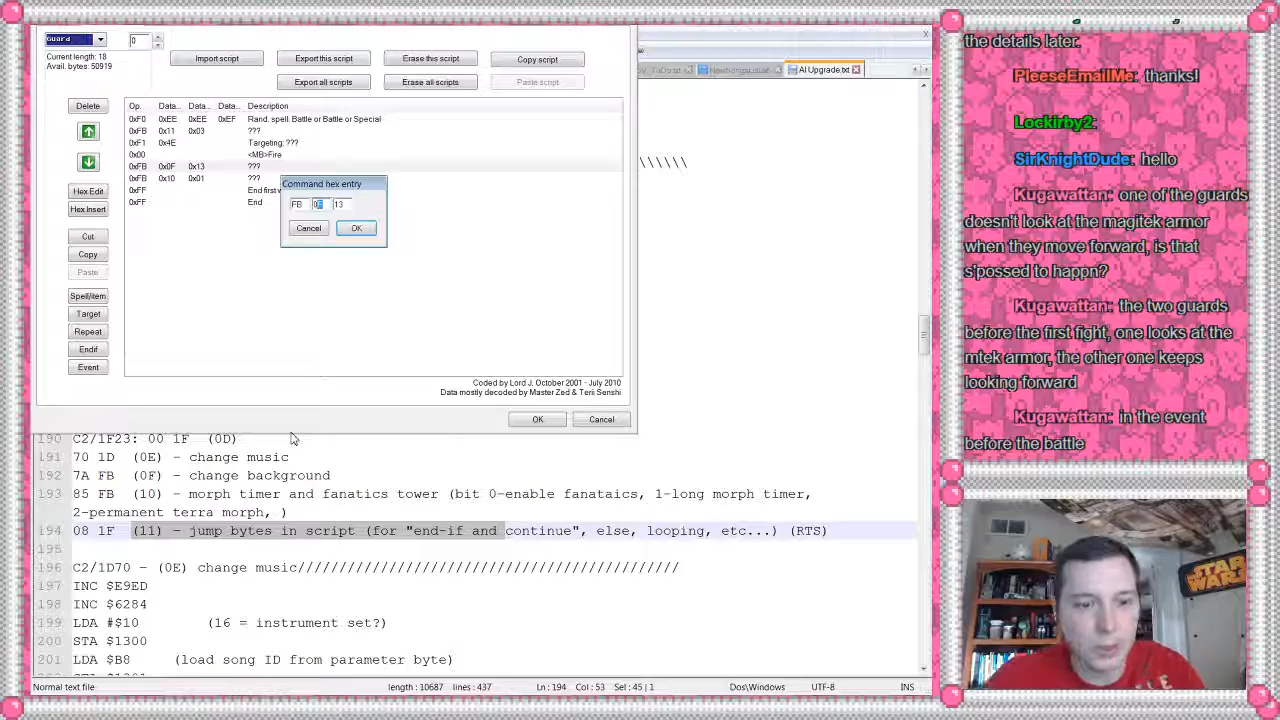 Guard
0
Current length: 18
Avail. bytes: 50919
Import script
Export this script
Erase this script
Copy script
Export all scripts
Erase all scripts
Paste script
Delete
Op. Data.. Data.. Data.. Description
0xF0 0xEE 0xEE 0xEF Rand. spell: Battle or Battle or Special
0xFB 0x11 0x03 ???
0xF1 0x4E Targeting: ???
0x00 <MB>Fire
0xFB 0x0F 0x13 ???
0xFB 0x10 0x01 ???
0xFF End first
0xFF End
Command hex entry
FB 0F 13
Cancel OK
Hex Edit
Hex Insert
Cut
Copy
Paste
Spell/item
Target
Repeat
Endif
Event
Coded by Lord J, October 2001 - July 2010
Data mostly decoded by Master Zed & Terii Senshi
OK Cancel
AI Upgrade.txt
\\\\\\
190 C2/1F23: 00 1F (0D)
191 70 1D (0E) - change music
192 7A FB (0F) - change background
193 85 FB (10) - morph timer and fanatics tower (bit 0-enable fanataics, 1-long morph timer,
2-permanent terra morph, )
194 08 1F (11) - jump bytes in script (for "end-if and continue", else, looping, etc...) (RTS)
195
196 C2/1D70 - (0E) change music///////////////////////////////////////////
197 INC $E9ED
198 INC $6284
199 LDA #$10 (16 = instrument set?)
200 STA $1300
201 LDA $B8 (load song ID from parameter byte)
Normal text file
length : 10687 lines : 437
Ln : 194 Col : 53 Sel : 45 | 1
Dos\Windows
UTF-8
INS
the details later.
PleeseEmailMe: thanks!
Lockirby2:
SirKnightDude: hello
Kugawattan: one of the guards
doesn't look at the magitek armor
when they move forward, is that
s'possed to happn?
Kugawattan: the two guards
before the first fight, one looks at the
mtek armor, the other one keeps
looking forward
Kugawattan: in the event
before the battle
STAR
WARS